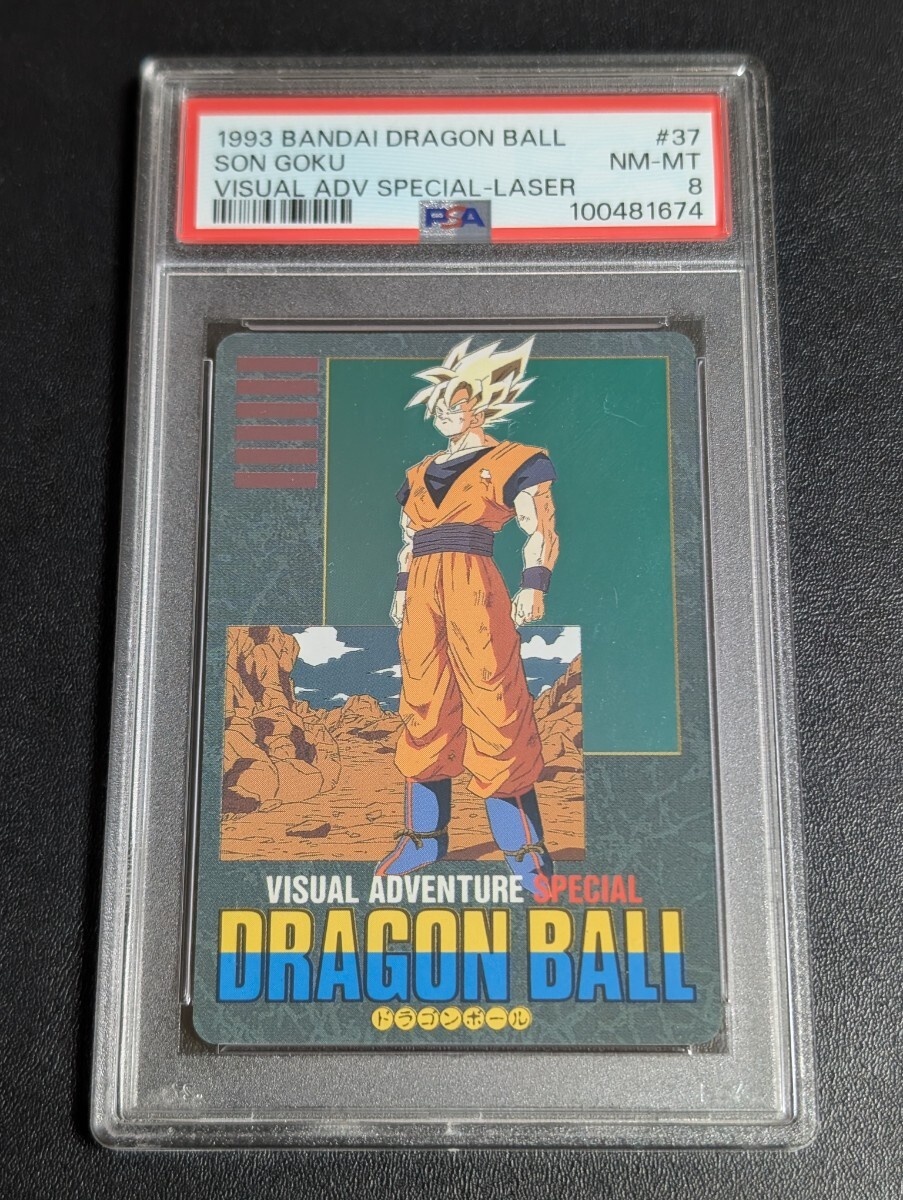 1993 BANDAI DRAGON BALL #37
SON GOKU NM-MT
VISUAL ADV SPECIAL-LASER 8
PSA 100481674
VISUAL ADVENTURE SPECIAL
DRAGON BALL
ドラゴンボール